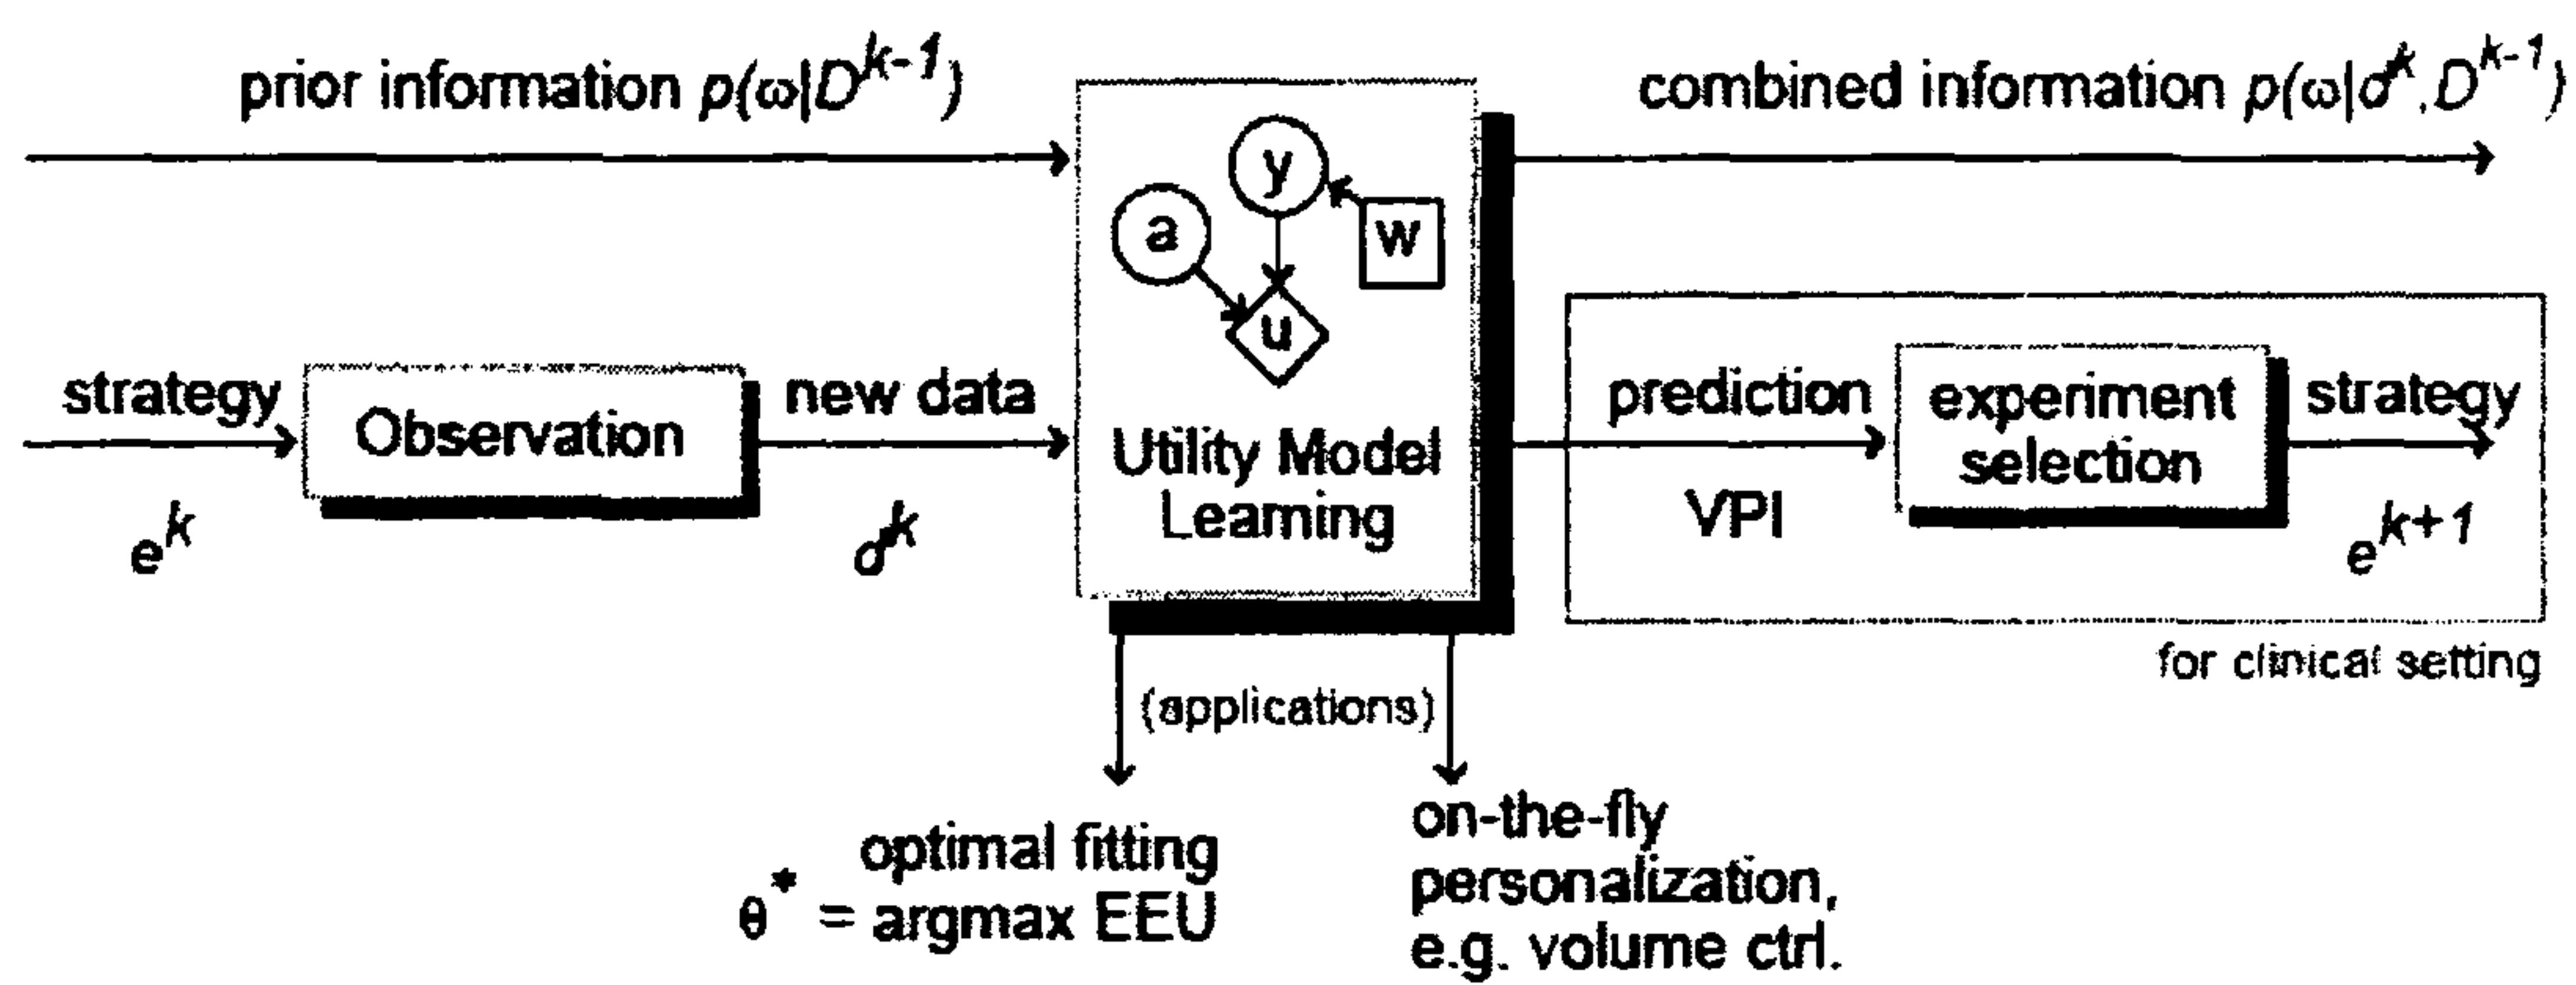 prior information p(ω|D^{k-1})
combined information p(ω|d^k,D^{k-1})
y
a
w
u
strategy
Observation
new data
Utility Model
Learning
prediction
experiment
selection
strategy
e^k
d^k
VPI
e^{k+1}
for clinical setting
(applications)
optimal fitting
θ^* = argmax EEU
on-the-fly
personalization,
e.g. volume ctrl.